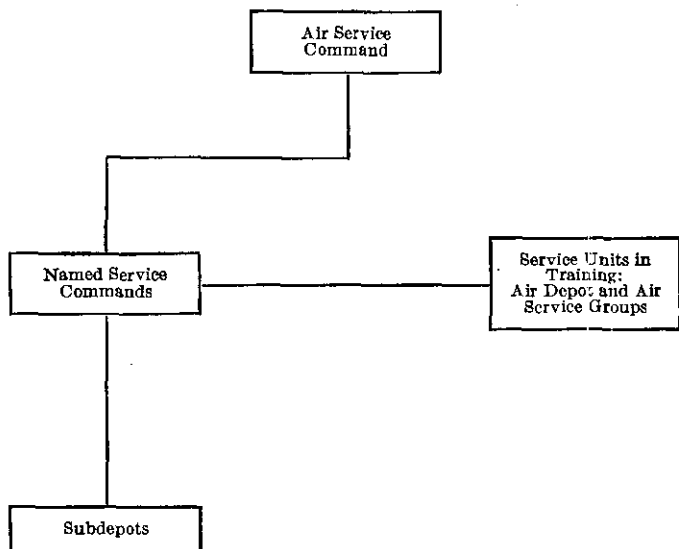 Air Service
Command
Named Service
Commands
Service Units in
Training:
Air Depot and Air
Service Groups
Subdepots